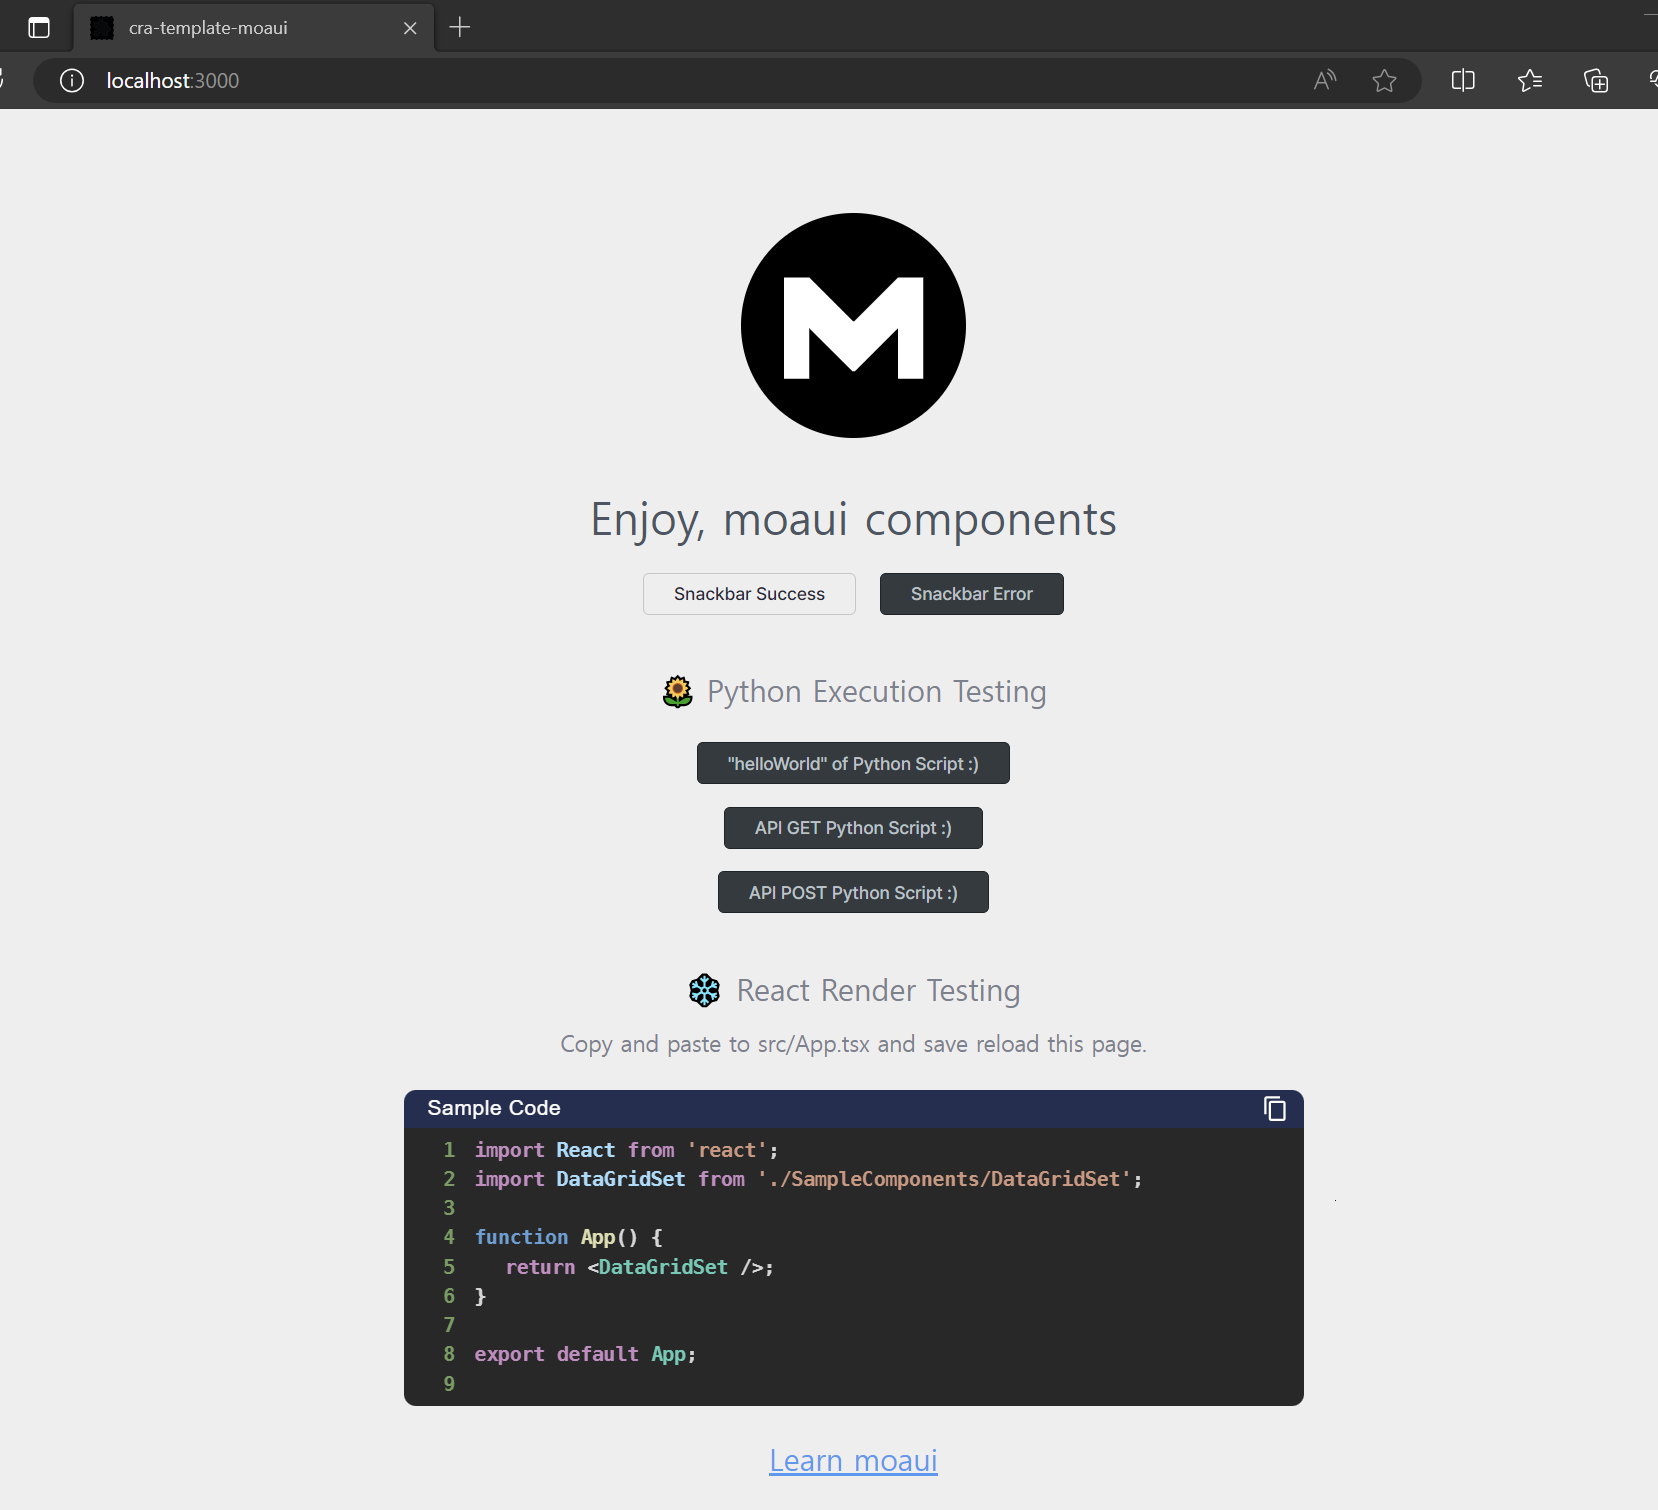 cra-template-moaui
localhost:3000
M
Enjoy, moaui components
Snackbar Success
Snackbar Error
Python Execution Testing
"helloWorld" of Python Script :)
API GET Python Script :)
API POST Python Script :)
React Render Testing
Copy and paste to src/App.tsx and save reload this page.
Sample Code
1 import React from 'react';
2 import DataGridSet from './SampleComponents/DataGridSet';
3
4 function App() {
5 return <DataGridSet />;
6 }
7
8 export default App;
9
Learn moaui